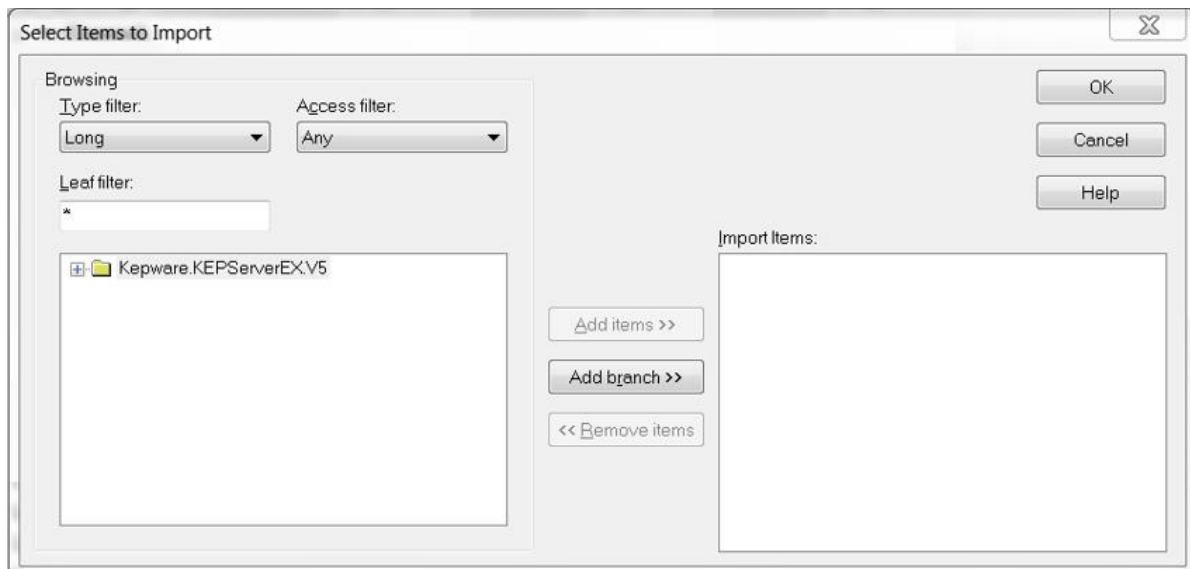 Select Items to Import
Browsing
Type filter:
Access filter:
Long
Any
Leaf filter:
*
Kepware.KEPServerEX.V5
Add items >>
Add branch >>
<< Remove items
Import Items:
OK
Cancel
Help